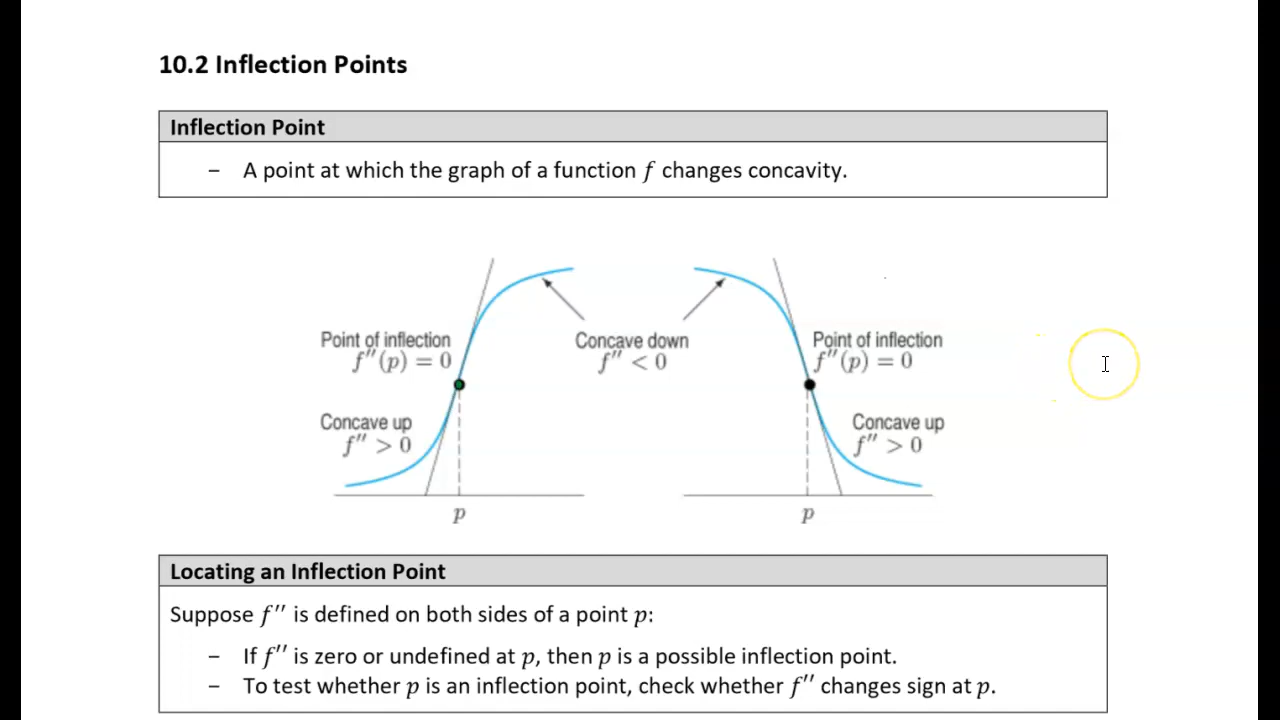 10.2 Inflection Points
Inflection Point
– A point at which the graph of a function f changes concavity.
Point of inflection
f″(p) = 0
Concave down
f″ < 0
Point of inflection
f″(p) = 0
Concave up
f″ > 0
Concave up
f″ > 0
p
p
Locating an Inflection Point
Suppose f″ is defined on both sides of a point p:
– If f″ is zero or undefined at p, then p is a possible inflection point.
– To test whether p is an inflection point, check whether f″ changes sign at p.